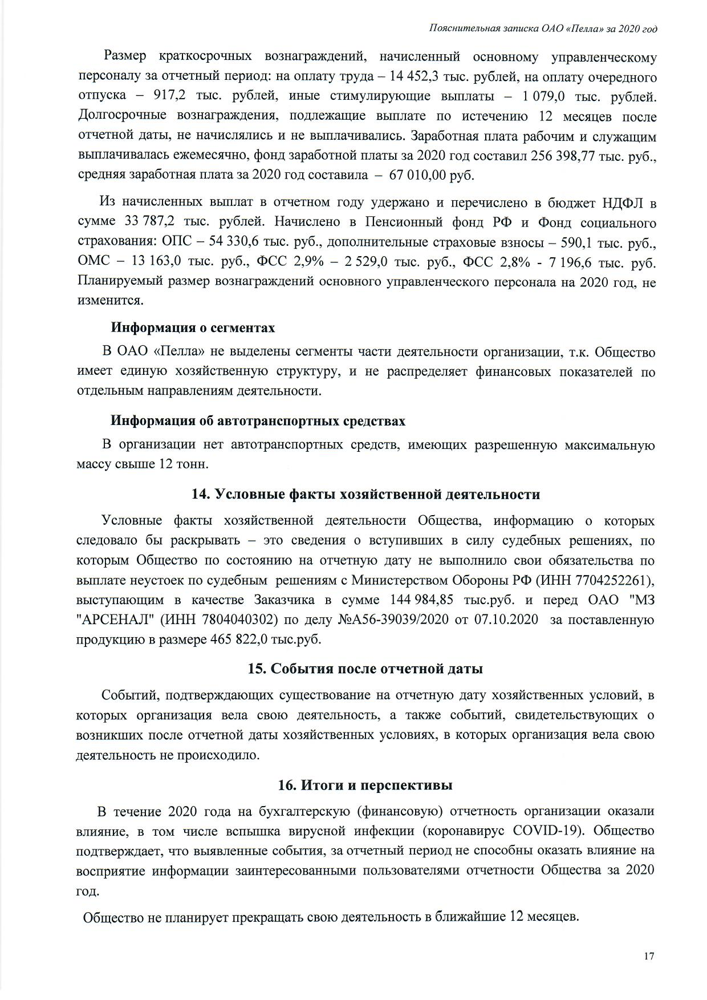 Пояснительная записка ОАО «Пелла» за 2020 год
Размер краткосрочных вознаграждений, начисленный основному управленческому
персоналу за отчетный период: на оплату труда – 14 452,3 тыс. рублей, на оплату очередного
отпуска – 917,2 тыс. рублей, иные стимулирующие выплаты – 1 079,0 тыс. рублей.
Долгосрочные вознаграждения, подлежащие выплате по истечению 12 месяцев после
отчетной даты, не начислялись и не выплачивались. Заработная плата рабочим и служащим
выплачивалась ежемесячно, фонд заработной платы за 2020 год составил 256 398,77 тыс. руб.,
средняя заработная плата за 2020 год составила – 67 010,00 руб.
Из начисленных выплат в отчетном году удержано и перечислено в бюджет НДФЛ в
сумме 33 787,2 тыс. рублей. Начислено в Пенсионный фонд РФ и Фонд социального
страхования: ОПС – 54 330,6 тыс. руб., дополнительные страховые взносы – 590,1 тыс. руб.,
ОМС – 13 163,0 тыс. руб., ФСС 2,9% – 2 529,0 тыс. руб., ФСС 2,8% - 7 196,6 тыс. руб.
Планируемый размер вознаграждений основного управленческого персонала на 2020 год, не
изменится.
Информация о сегментах
В ОАО «Пелла» не выделены сегменты части деятельности организации, т.к. Общество
имеет единую хозяйственную структуру, и не распределяет финансовых показателей по
отдельным направлениям деятельности.
Информация об автотранспортных средствах
В организации нет автотранспортных средств, имеющих разрешенную максимальную
массу свыше 12 тонн.
14. Условные факты хозяйственной деятельности
Условные факты хозяйственной деятельности Общества, информацию о которых
следовало бы раскрывать – это сведения о вступивших в силу судебных решениях, по
которым Общество по состоянию на отчетную дату не выполнило свои обязательства по
выплате неустоек по судебным решениям с Министерством Обороны РФ (ИНН 7704252261),
выступающим в качестве Заказчика в сумме 144 984,85 тыс.руб. и перед ОАО "МЗ
"АРСЕНАЛ" (ИНН 7804040302) по делу №А56-39039/2020 от 07.10.2020 за поставленную
продукцию в размере 465 822,0 тыс.руб.
15. События после отчетной даты
Событий, подтверждающих существование на отчетную дату хозяйственных условий, в
которых организация вела свою деятельность, а также событий, свидетельствующих о
возникших после отчетной даты хозяйственных условиях, в которых организация вела свою
деятельность не происходило.
16. Итоги и перспективы
В течение 2020 года на бухгалтерскую (финансовую) отчетность организации оказали
влияние, в том числе вспышка вирусной инфекции (коронавирус COVID-19). Общество
подтверждает, что выявленные события, за отчетный период не способны оказать влияние на
восприятие информации заинтересованными пользователями отчетности Общества за 2020
год.
Общество не планирует прекращать свою деятельность в ближайшие 12 месяцев.
17